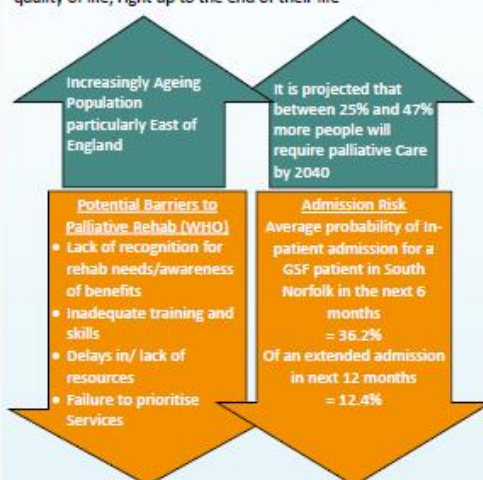 quality of life, right up to the end of their life
Increasingly Ageing
Population
particularly East of
England
It is projected that
between 25% and 47%
more people will
require palliative Care
by 2040
Potential Barriers to
Palliative Rehab (WHO)
• Lack of recognition for
rehab needs/awareness
of benefits
• Inadequate training and
skills
• Delays in/ lack of
resources
• Failure to prioritise
Services
Admission Risk
Average probability of In-
patient admission for a
GSF patient in South
Norfolk in the next 6
months
= 36.2%
Of an extended admission
in next 12 months
= 12.4%